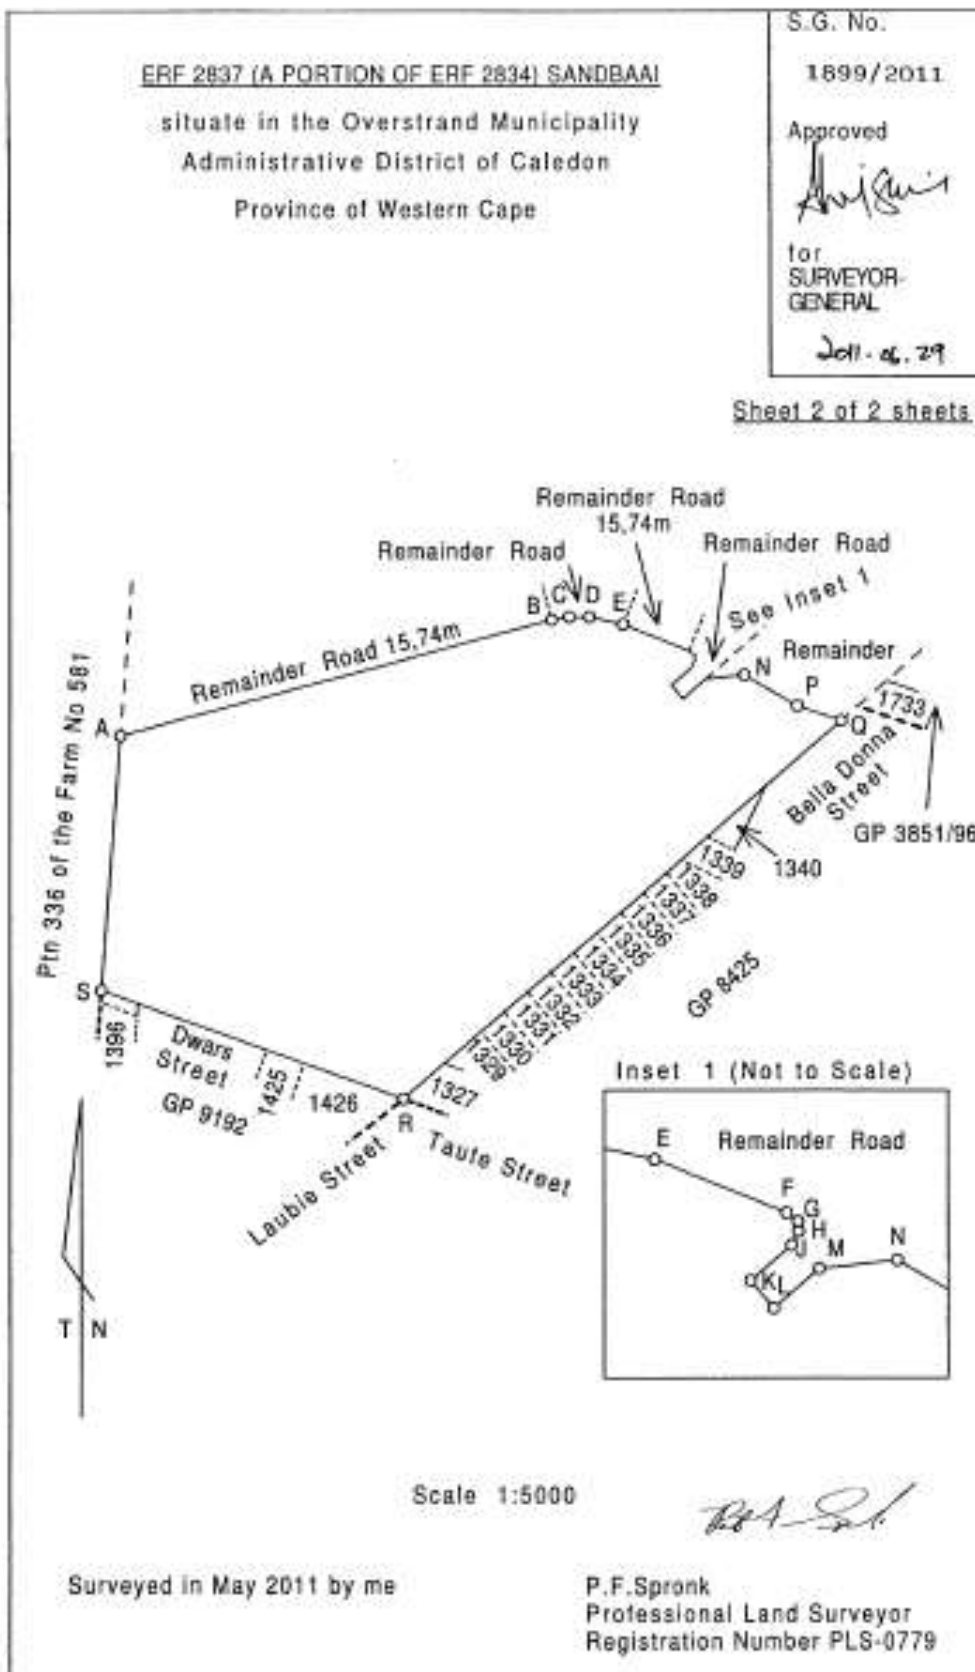 S.G. No.
1899/2011
Approved
for
SURVEYOR-
GENERAL
2011-06.29
ERF 2837 (A PORTION OF ERF 2834) SANDBAAI
situate in the Overstrand Municipality
Administrative District of Caledon
Province of Western Cape
Sheet 2 of 2 sheets
Remainder Road
15,74m
Remainder Road
Remainder Road
See Inset 1
B
C
D
E
Remainder Road 15,74m
Remainder
N
P
Q
1733
A
Ptn 336 of the Farm No 581
Bella Donna
Street
GP 3851/96
1340
1339
1338
1337
1336
1335
1334
1333
1332
1331
1330
1329
1327
GP 8425
S
1396
Dwars
Street
GP 9192
1425
1426
R
Taute Street
Laubie Street
Inset 1 (Not to Scale)
E
Remainder Road
F
G
H
J
K
L
M
N
T N
Scale 1:5000
Surveyed in May 2011 by me
P.F.Spronk
Professional Land Surveyor
Registration Number PLS-0779